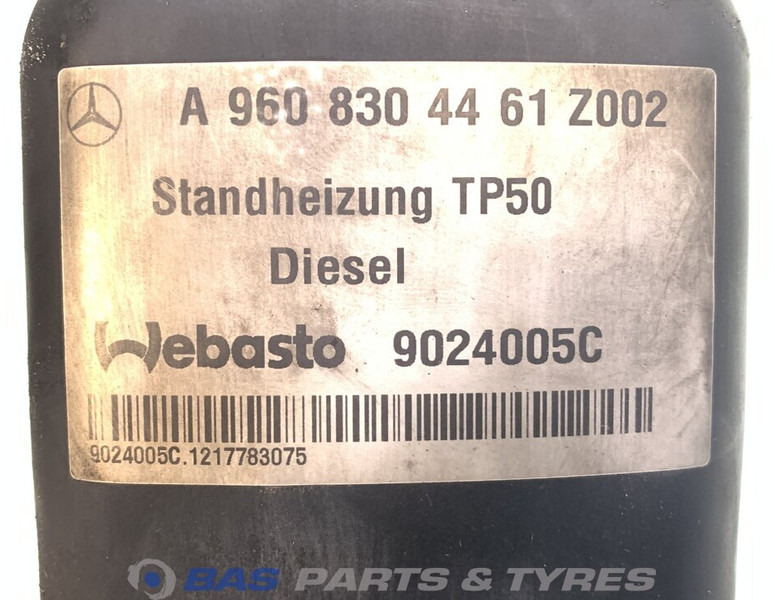 A 960 830 44 61 Z002
Standheizung TP50
Diesel
Webasto 9024005C
9024005C.1217783075
BAS PARTS & TYRES